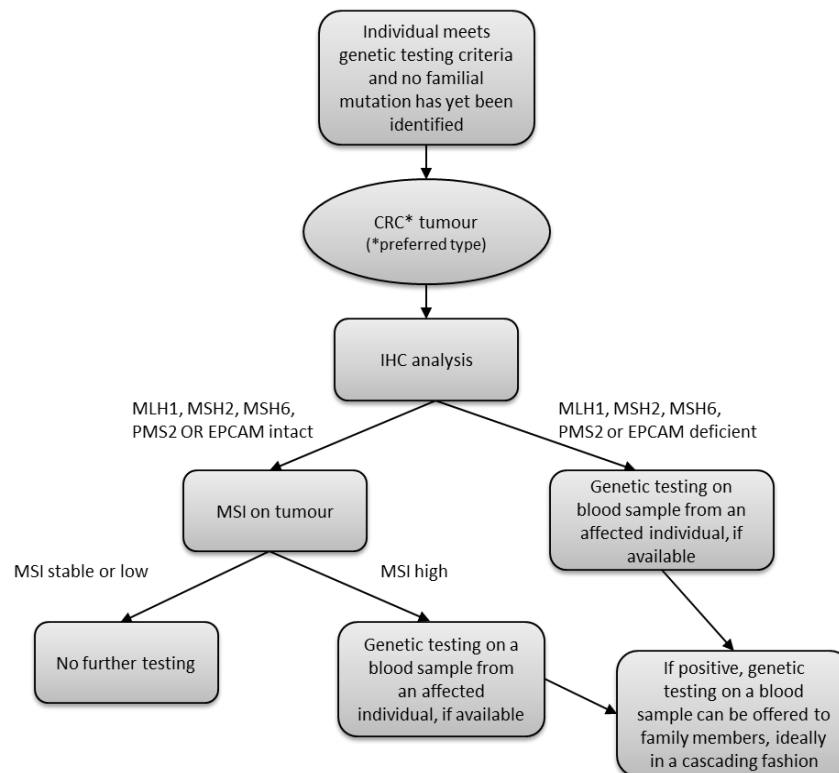 Individual meets
genetic testing criteria
and no familial
mutation has yet been
identified
CRC* tumour
(*preferred type)
IHC analysis
MLH1, MSH2, MSH6,
PMS2 OR EPCAM intact
MLH1, MSH2, MSH6,
PMS2 or EPCAM deficient
MSI on tumour
Genetic testing on
blood sample from an
affected individual, if
available
MSI stable or low
MSI high
No further testing
Genetic testing on a
blood sample from
an affected
individual, if available
If positive, genetic
testing on a blood
sample can be offered to
family members, ideally
in a cascading fashion